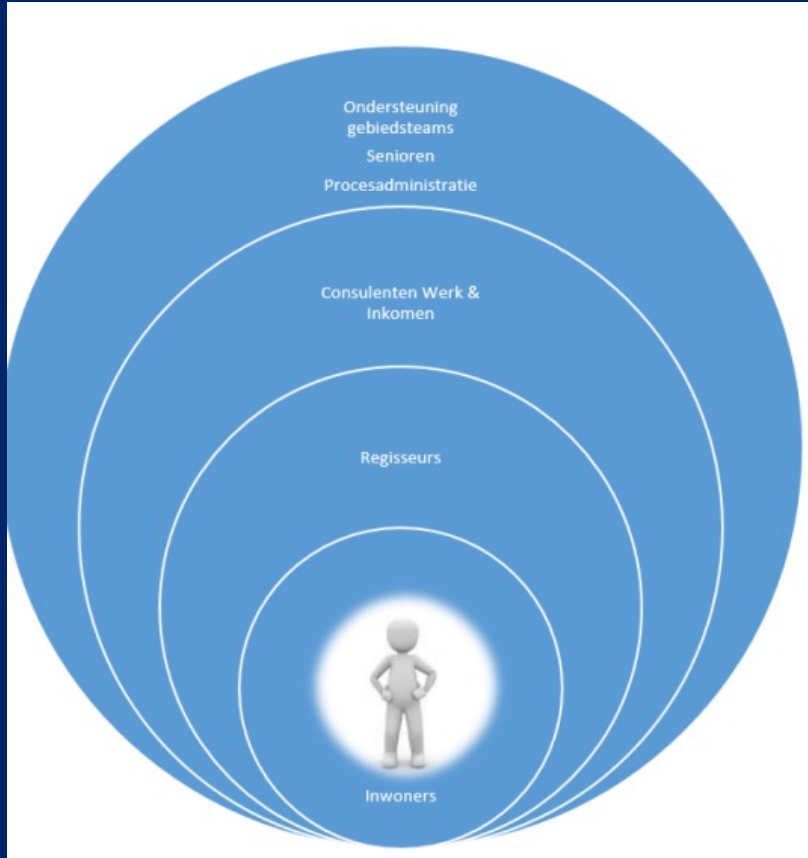 Ondersteuning
gebiedsteams
Senioren
Procesadministratie
Consulenten Werk &
Inkomen
Regisseurs
Inwoners